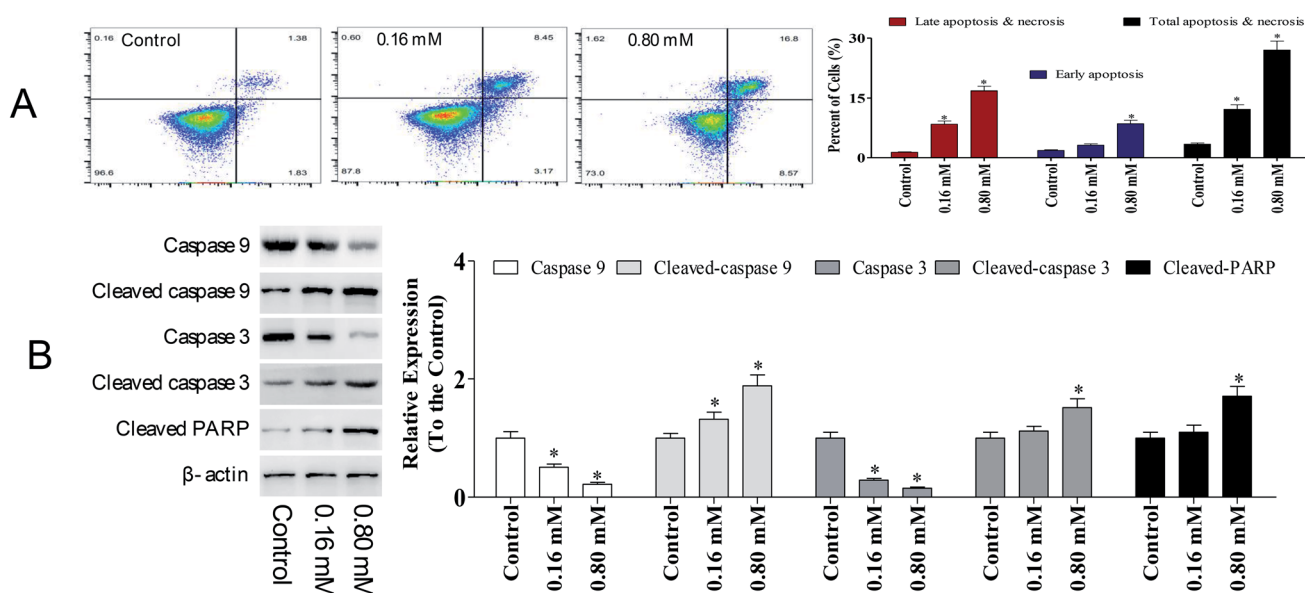 A
0.16
Control
1.38
96.6
1.83
0.60
0.16 mM
8.45
87.8
3.17
1.62
0.80 mM
16.8
73.0
8.57
Late apoptosis & necrosis
Total apoptosis & necrosis
Early apoptosis
Percent of Cells (%)
30
15
0
*
*
*
*
*
Control
0.16 mM
0.80 mM
Control
0.16 mM
0.80 mM
Control
0.16 mM
0.80 mM
B
Caspase 9
Cleaved caspase 9
Caspase 3
Cleaved caspase 3
Cleaved PARP
β-actin
Control
0.16 mM
0.80 mM
Relative Expression
(To the Control)
4
2
0
Caspase 9
Cleaved-caspase 9
Caspase 3
Cleaved-caspase 3
Cleaved-PARP
*
*
*
*
*
*
*
*
Control
0.16 mM
0.80 mM
Control
0.16 mM
0.80 mM
Control
0.16 mM
0.80 mM
Control
0.16 mM
0.80 mM
Control
0.16 mM
0.80 mM